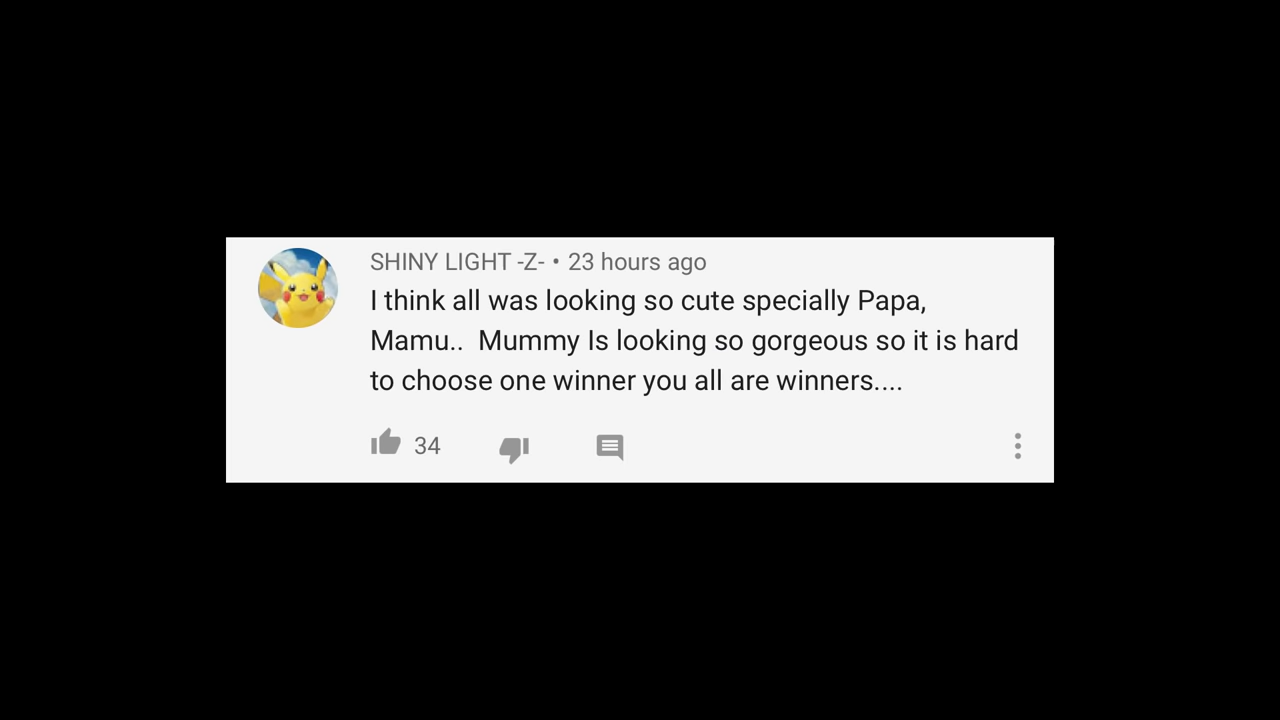 SHINY LIGHT -Z- • 23 hours ago
I think all was looking so cute specially Papa,
Mamu..  Mummy Is looking so gorgeous so it is hard
to choose one winner you all are winners....
34